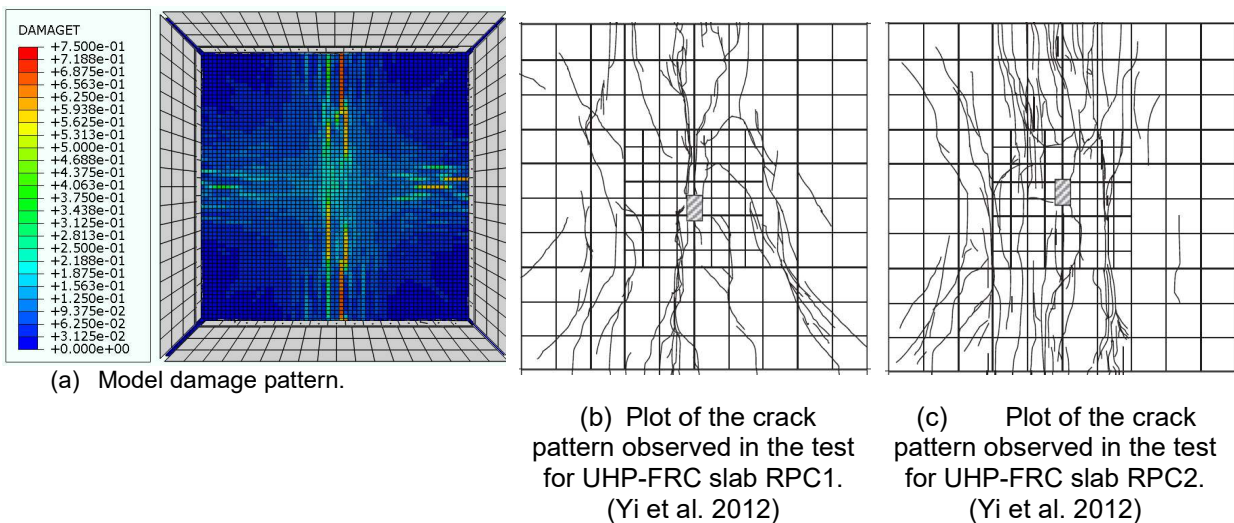 DAMAGET
+7.500e-01
+7.188e-01
+6.875e-01
+6.563e-01
+6.250e-01
+5.938e-01
+5.625e-01
+5.313e-01
+5.000e-01
+4.688e-01
+4.375e-01
+4.063e-01
+3.750e-01
+3.438e-01
+3.125e-01
+2.813e-01
+2.500e-01
+2.188e-01
+1.875e-01
+1.563e-01
+1.250e-01
+9.375e-02
+6.250e-02
+3.125e-02
+0.000e+00
(a) Model damage pattern.
(b) Plot of the crack
pattern observed in the test
for UHP-FRC slab RPC1.
(Yi et al. 2012)
(c) Plot of the crack
pattern observed in the test
for UHP-FRC slab RPC2.
(Yi et al. 2012)